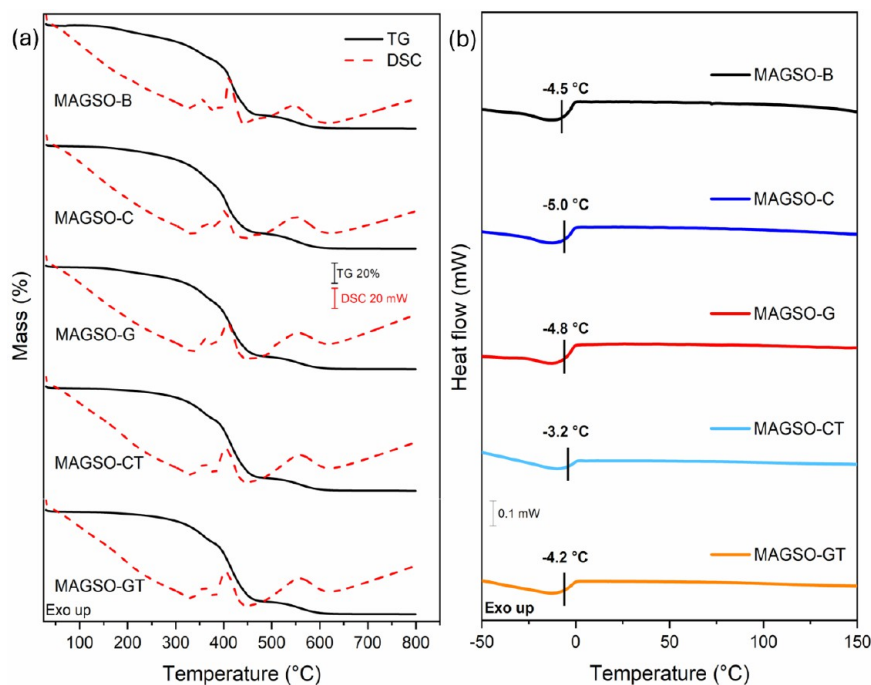 (a)
TG
DSC
MAGSO-B
MAGSO-C
TG 20%
DSC 20 mW
MAGSO-G
MAGSO-CT
MAGSO-GT
Exo up
Mass (%)
100 200 300 400 500 600 700 800
Temperature (°C)
(b)
MAGSO-B
-4.5 °C
MAGSO-C
-5.0 °C
MAGSO-G
-4.8 °C
MAGSO-CT
-3.2 °C
0.1 mW
MAGSO-GT
-4.2 °C
Exo up
Heat flow (mW)
-50 0 50 100 150
Temperature (°C)